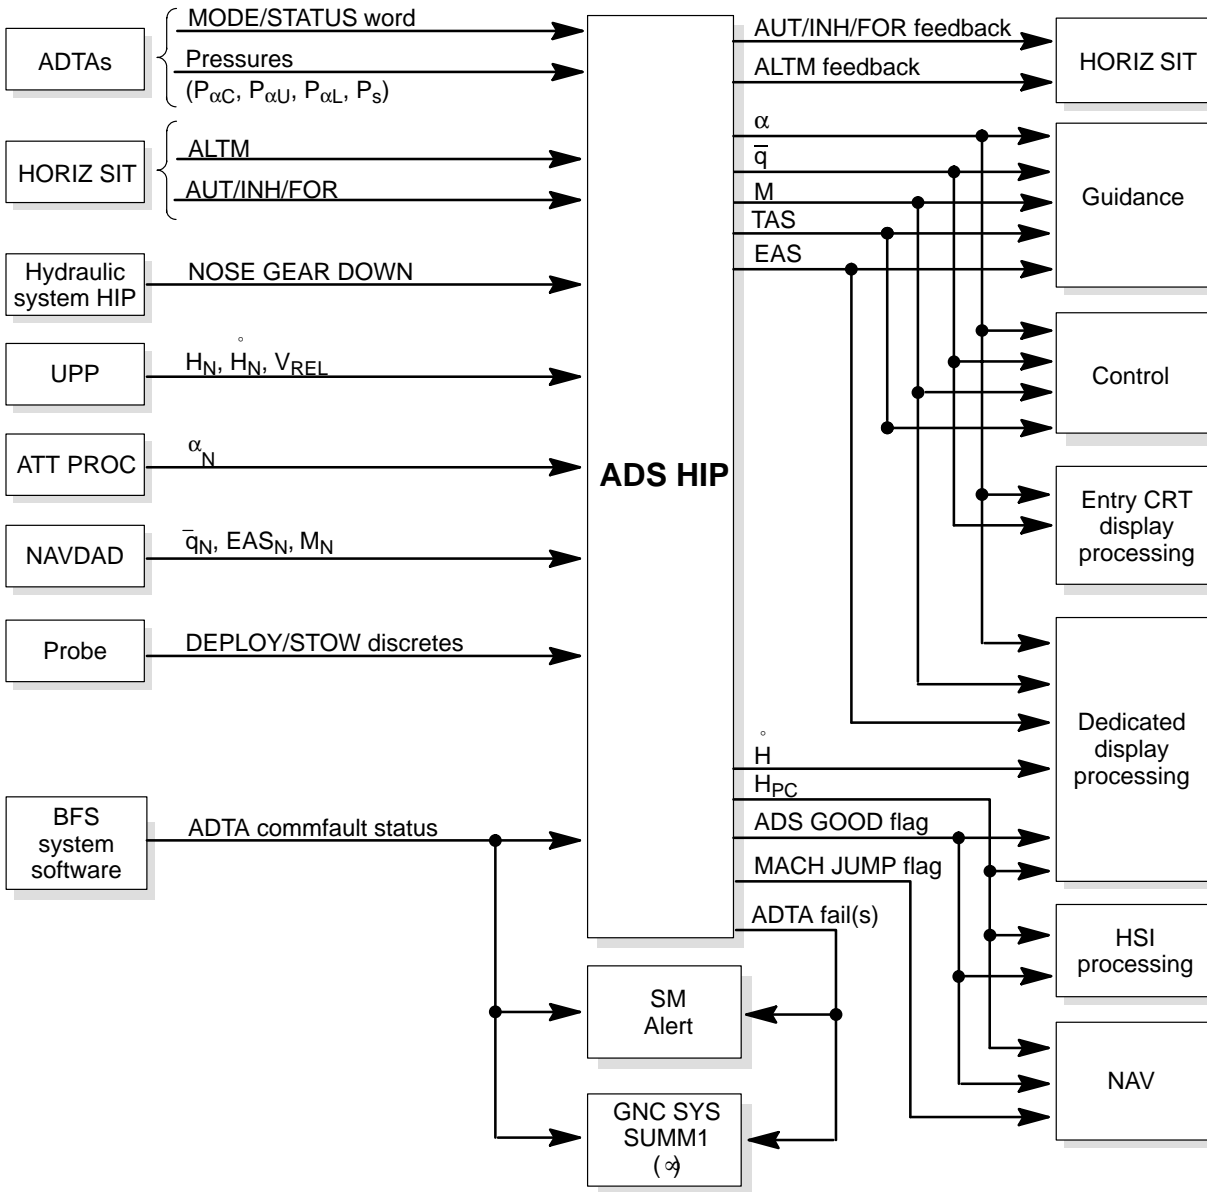 ADTAs
MODE/STATUS word
Pressures
(PαC, PαU, PαL, Ps)
HORIZ SIT
ALTM
AUT/INH/FOR
Hydraulic
system HIP
NOSE GEAR DOWN
UPP
HN, H°N, VREL
ATT PROC
αN
NAVDAD
q̅N, EASN, MN
Probe
DEPLOY/STOW discretes
BFS
system
software
ADTA commfault status
ADS HIP
AUT/INH/FOR feedback
ALTM feedback
α
q̅
M
TAS
EAS
H°
HPC
ADS GOOD flag
MACH JUMP flag
ADTA fail(s)
SM
Alert
GNC SYS
SUMM1
(∞)
HORIZ SIT
Guidance
Control
Entry CRT
display
processing
Dedicated
display
processing
HSI
processing
NAV